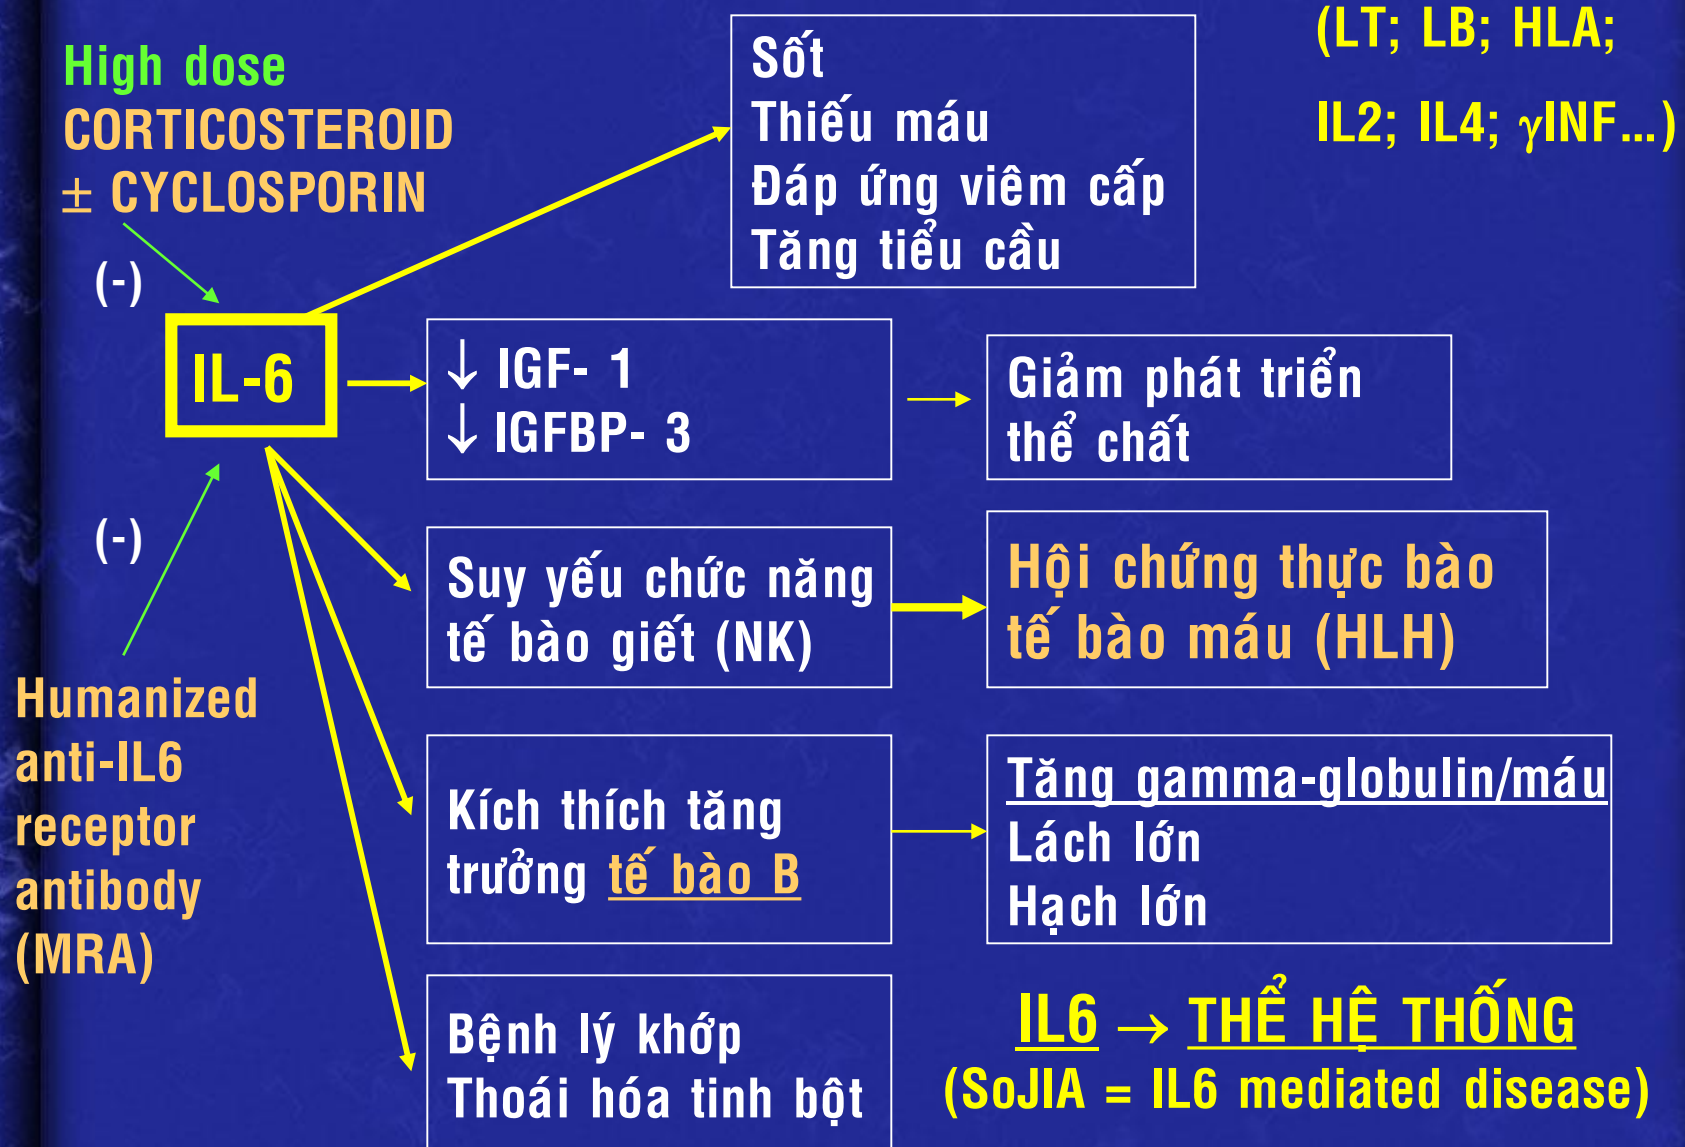 (LT; LB; HLA;
IL2; IL4; γINF...)
High dose
CORTICOSTEROID
± CYCLOSPORIN
(-)
Sốt
Thiếu máu
Đáp ứng viêm cấp
Tăng tiểu cầu
IL-6
↓ IGF- 1
↓ IGFBP- 3
Giảm phát triển
thể chất
(-)
Suy yếu chức năng
tế bào giết (NK)
Hội chứng thực bào
tế bào máu (HLH)
Humanized
anti-IL6
receptor
antibody
(MRA)
Kích thích tăng
trưởng tế bào B
Tăng gamma-globulin/máu
Lách lớn
Hạch lớn
Bệnh lý khớp
Thoái hóa tinh bột
IL6 → THỂ HỆ THỐNG
(SoJIA = IL6 mediated disease)